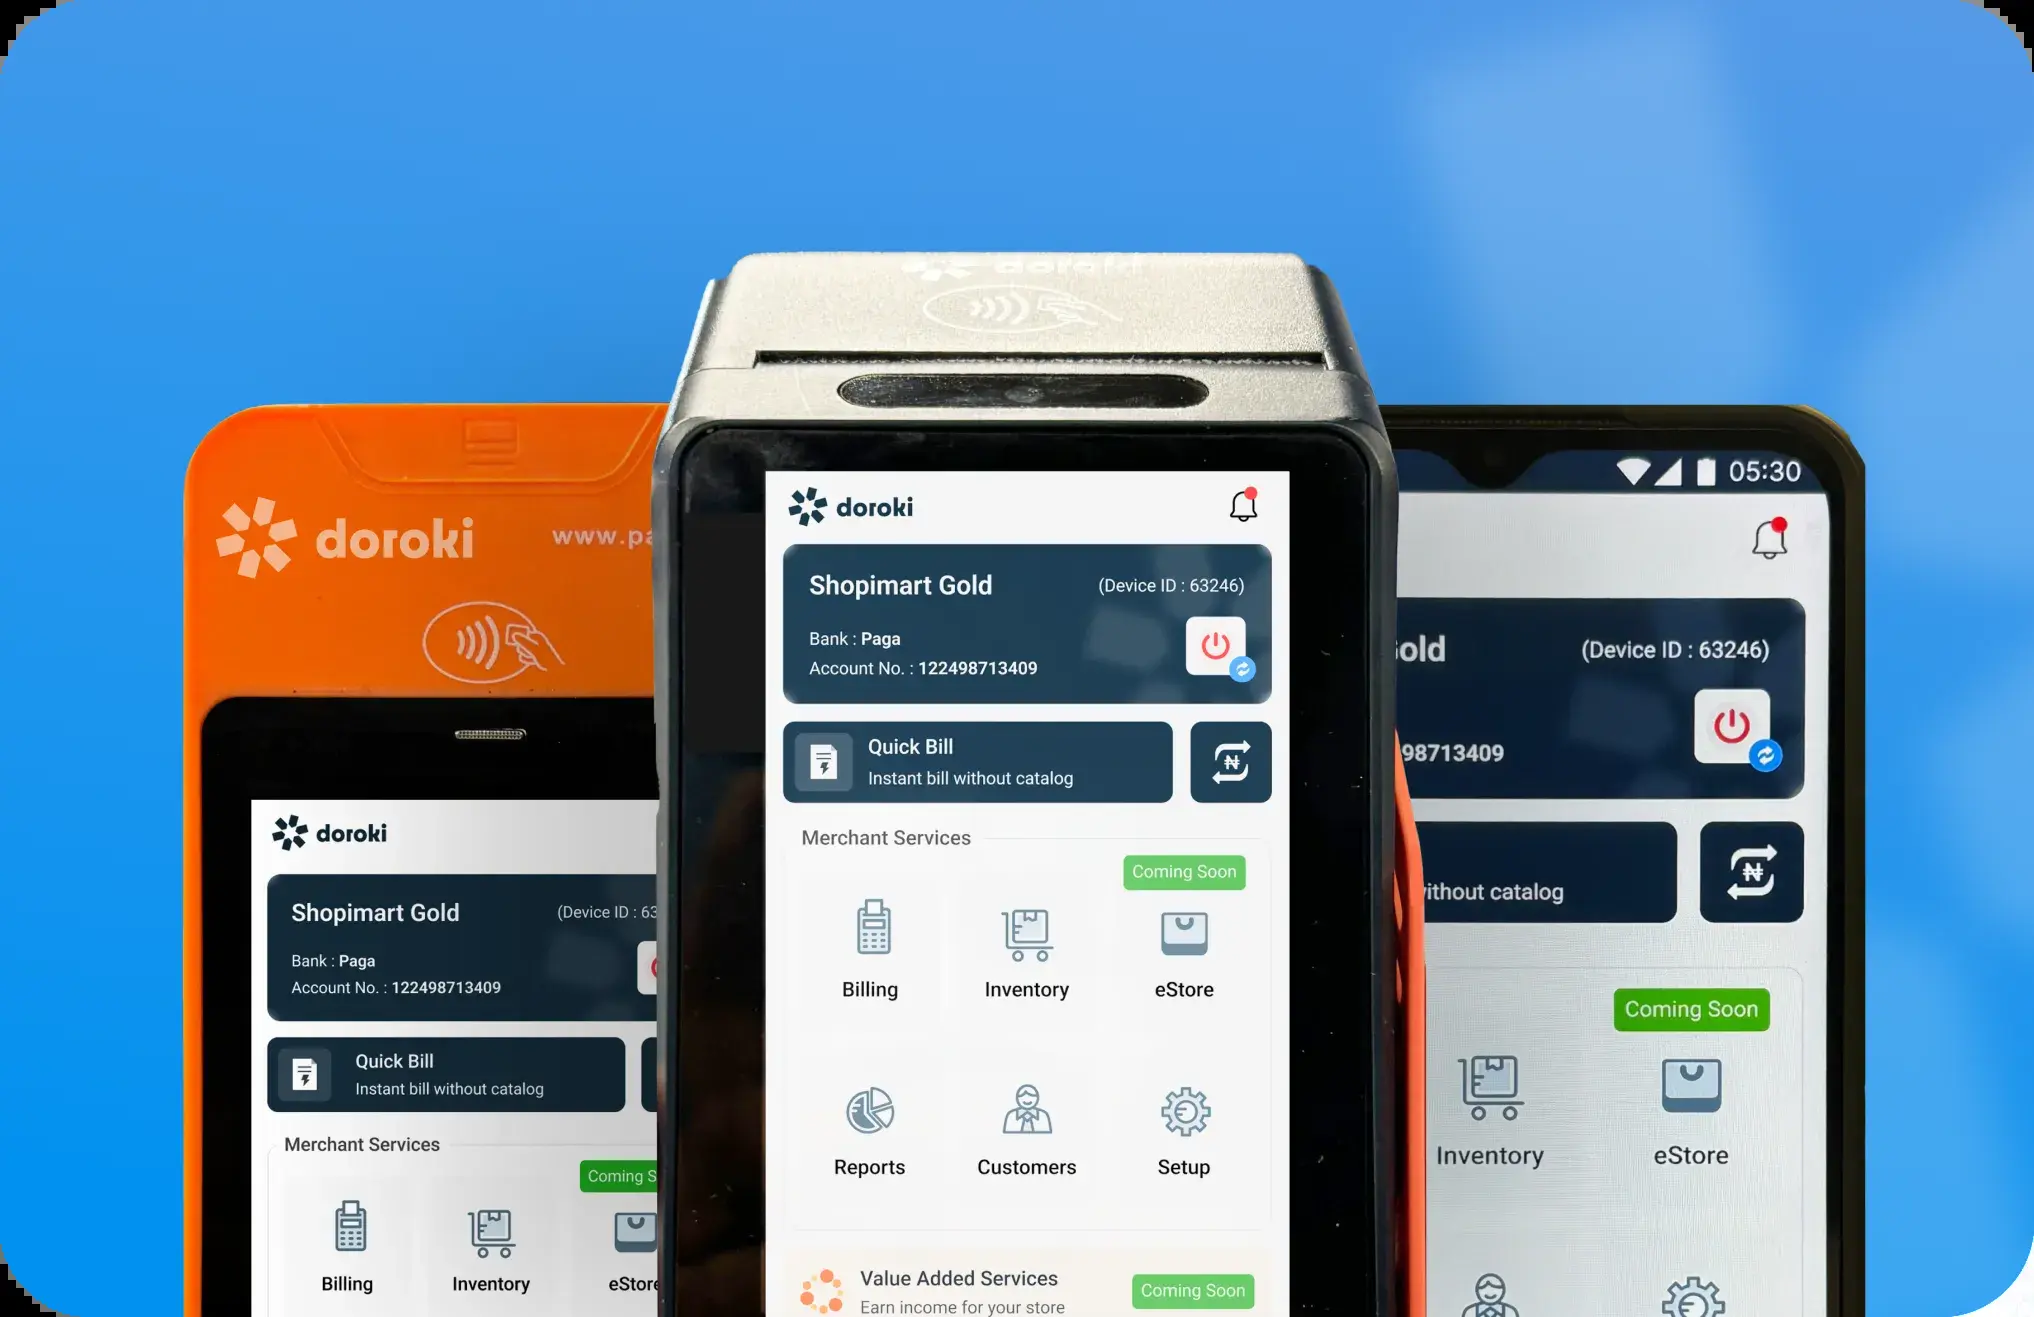 doroki
doroki
www.pa
doroki
Shopimart Gold
(Device ID : 63
Bank : Paga
Account No. : 122498713409
Quick Bill
Instant bill without catalog
Merchant Services
Coming S
Billing
Inventory
eStore
doroki
Shopimart Gold
(Device ID : 63246)
Bank : Paga
Account No. : 122498713409
Quick Bill
Instant bill without catalog
Merchant Services
Coming Soon
Billing
Inventory
eStore
Reports
Customers
Setup
Value Added Services
Coming Soon
Earn income for your store
05:30
old
(Device ID : 63246)
98713409
ithout catalog
Coming Soon
Inventory
eStore